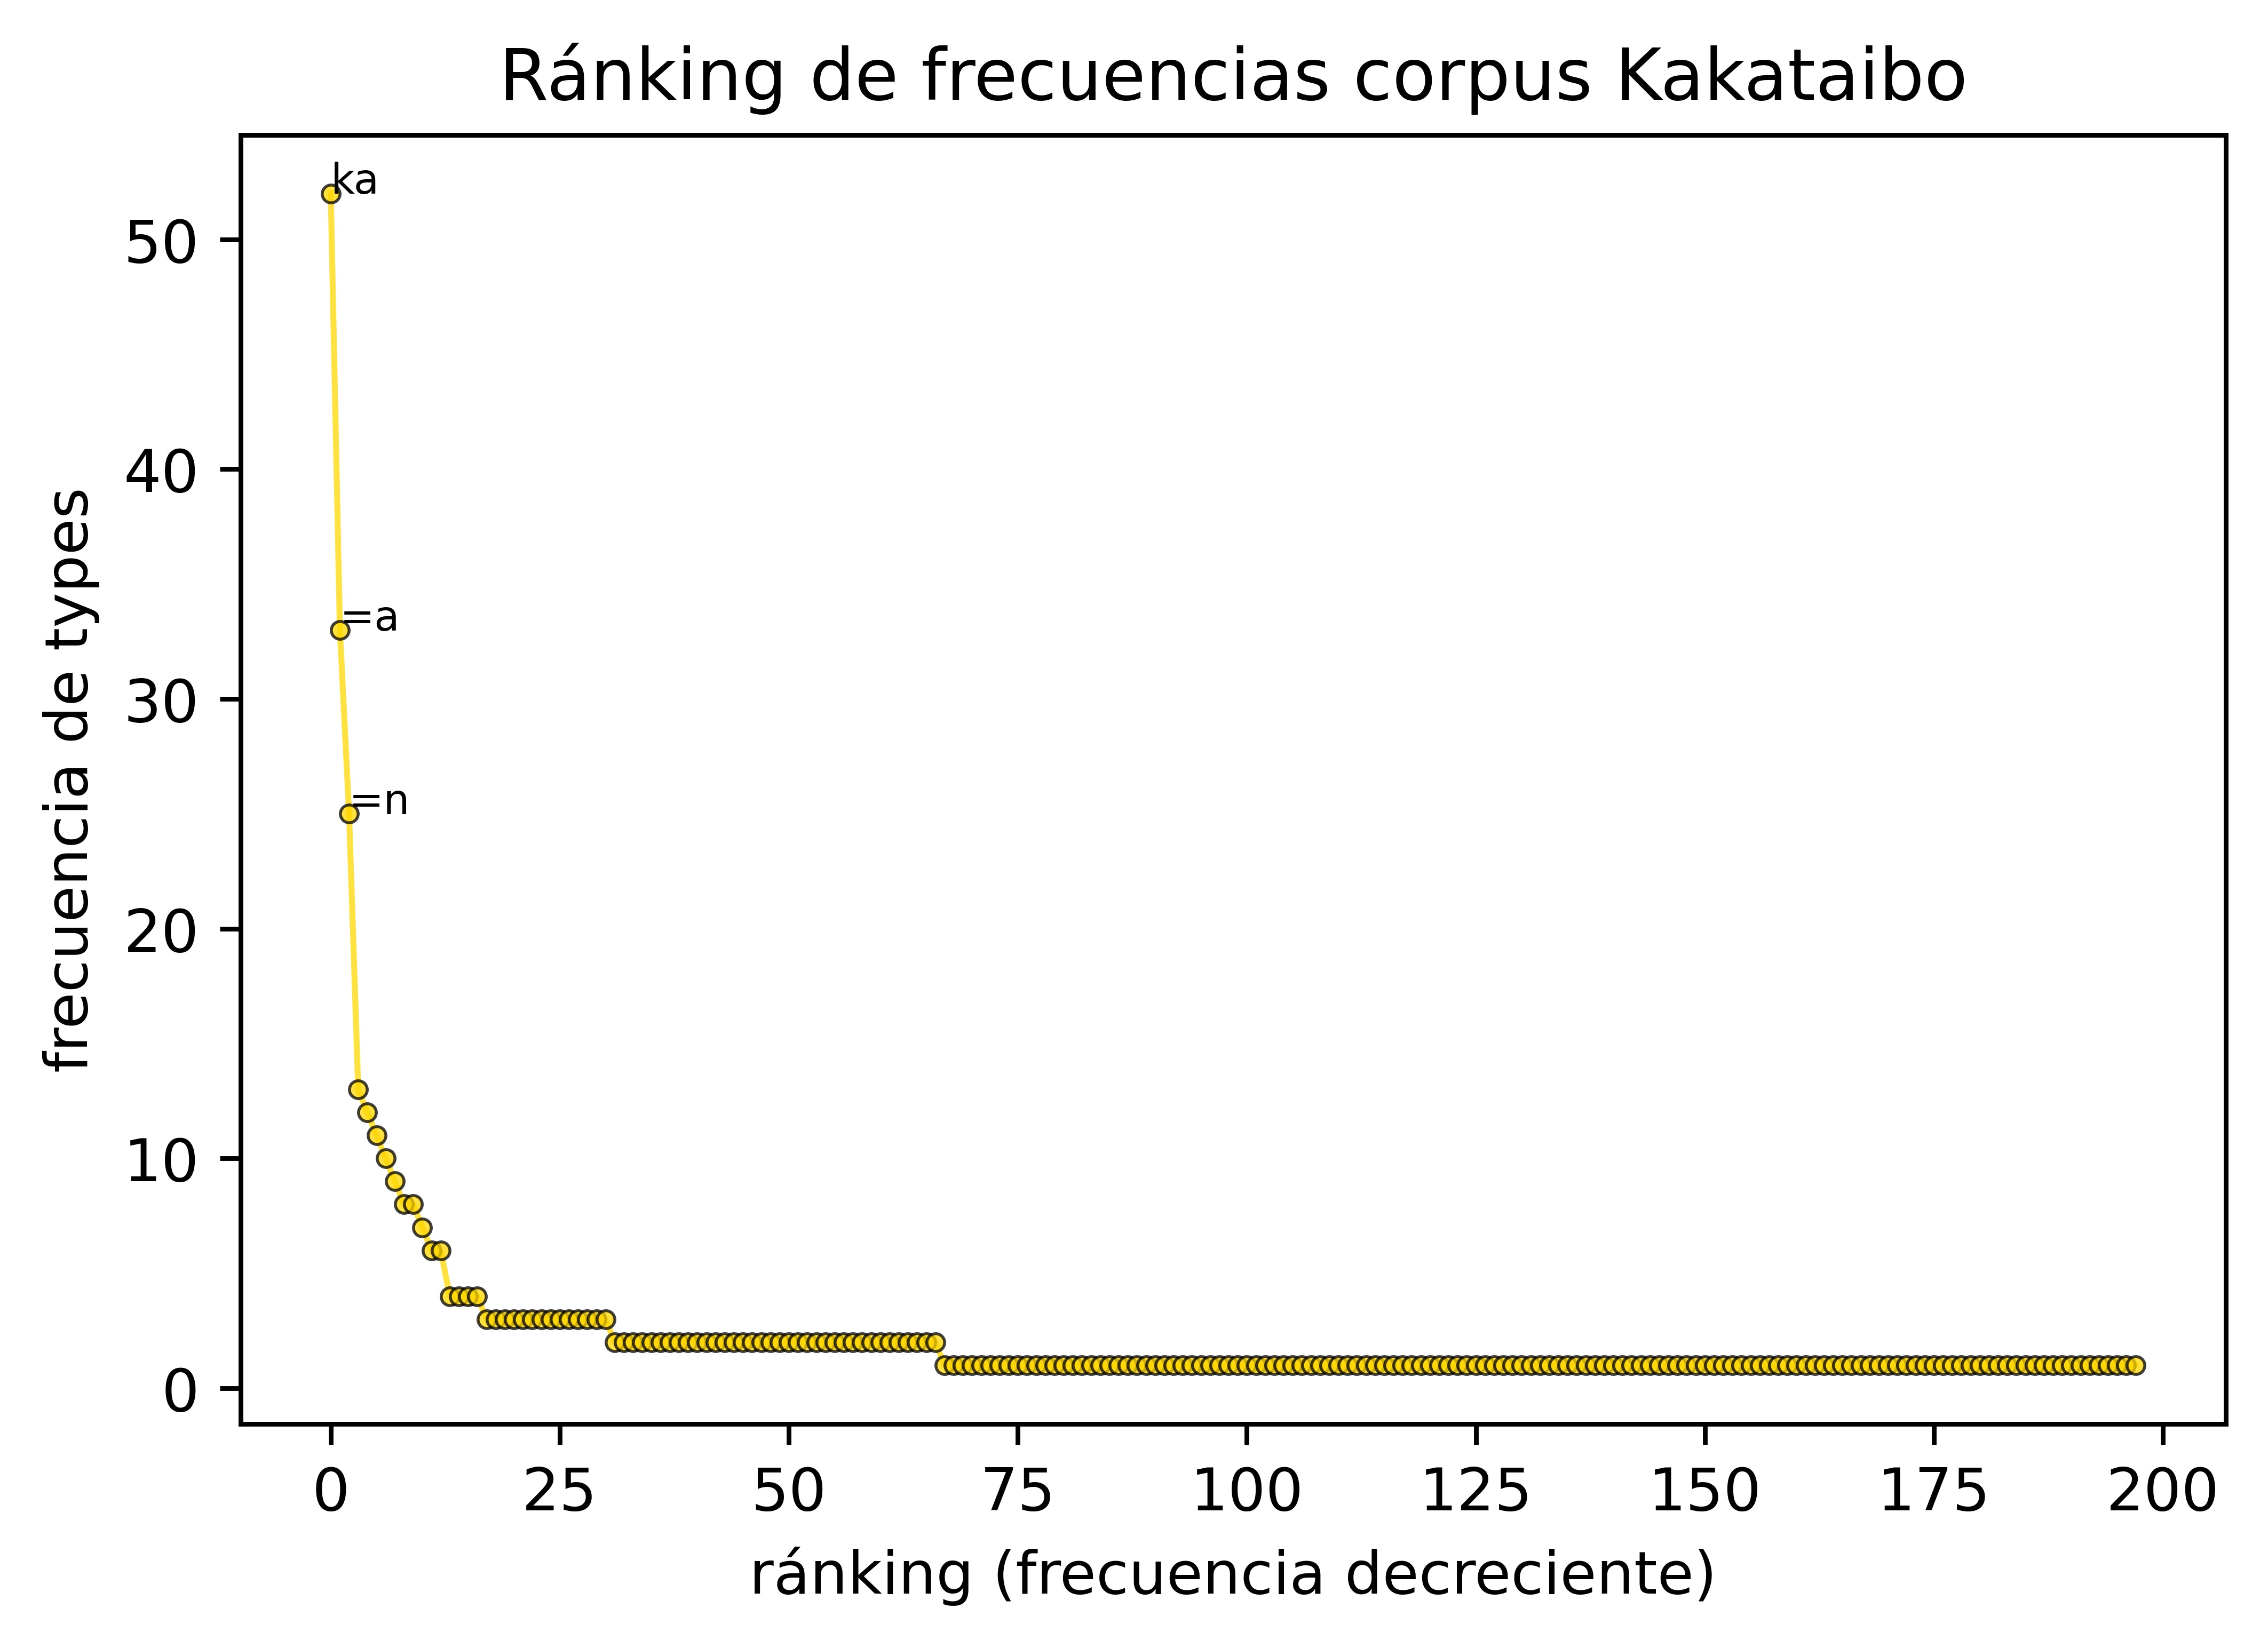 Ránking de frecuencias corpus Kakataibo
ka
=a
=n
frecuencia de types
50
40
30
20
10
0
0 25 50 75 100 125 150 175 200
ránking (frecuencia decreciente)